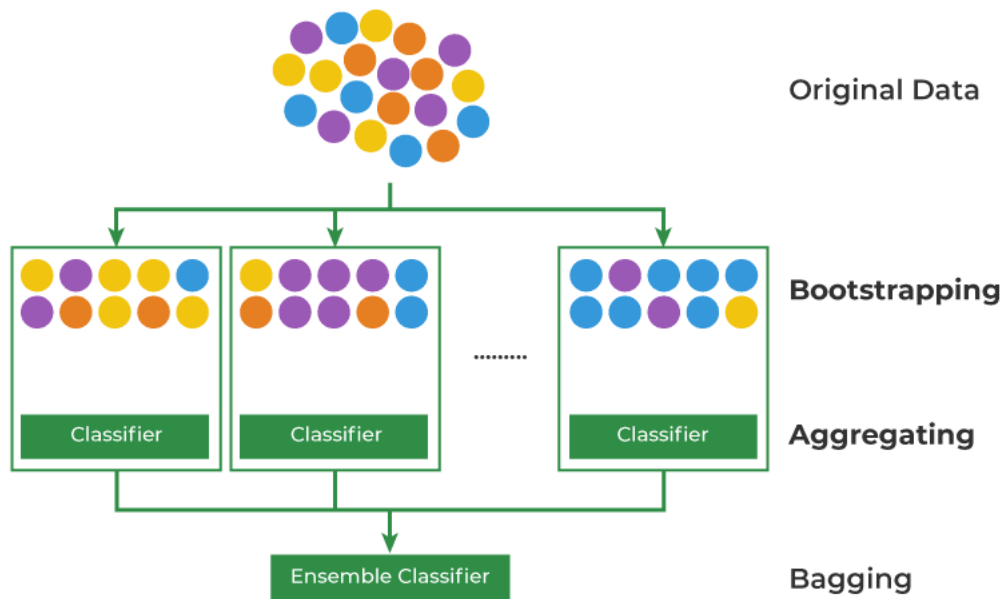 Original Data
Bootstrapping
.........
Classifier
Classifier
Classifier
Aggregating
Ensemble Classifier
Bagging